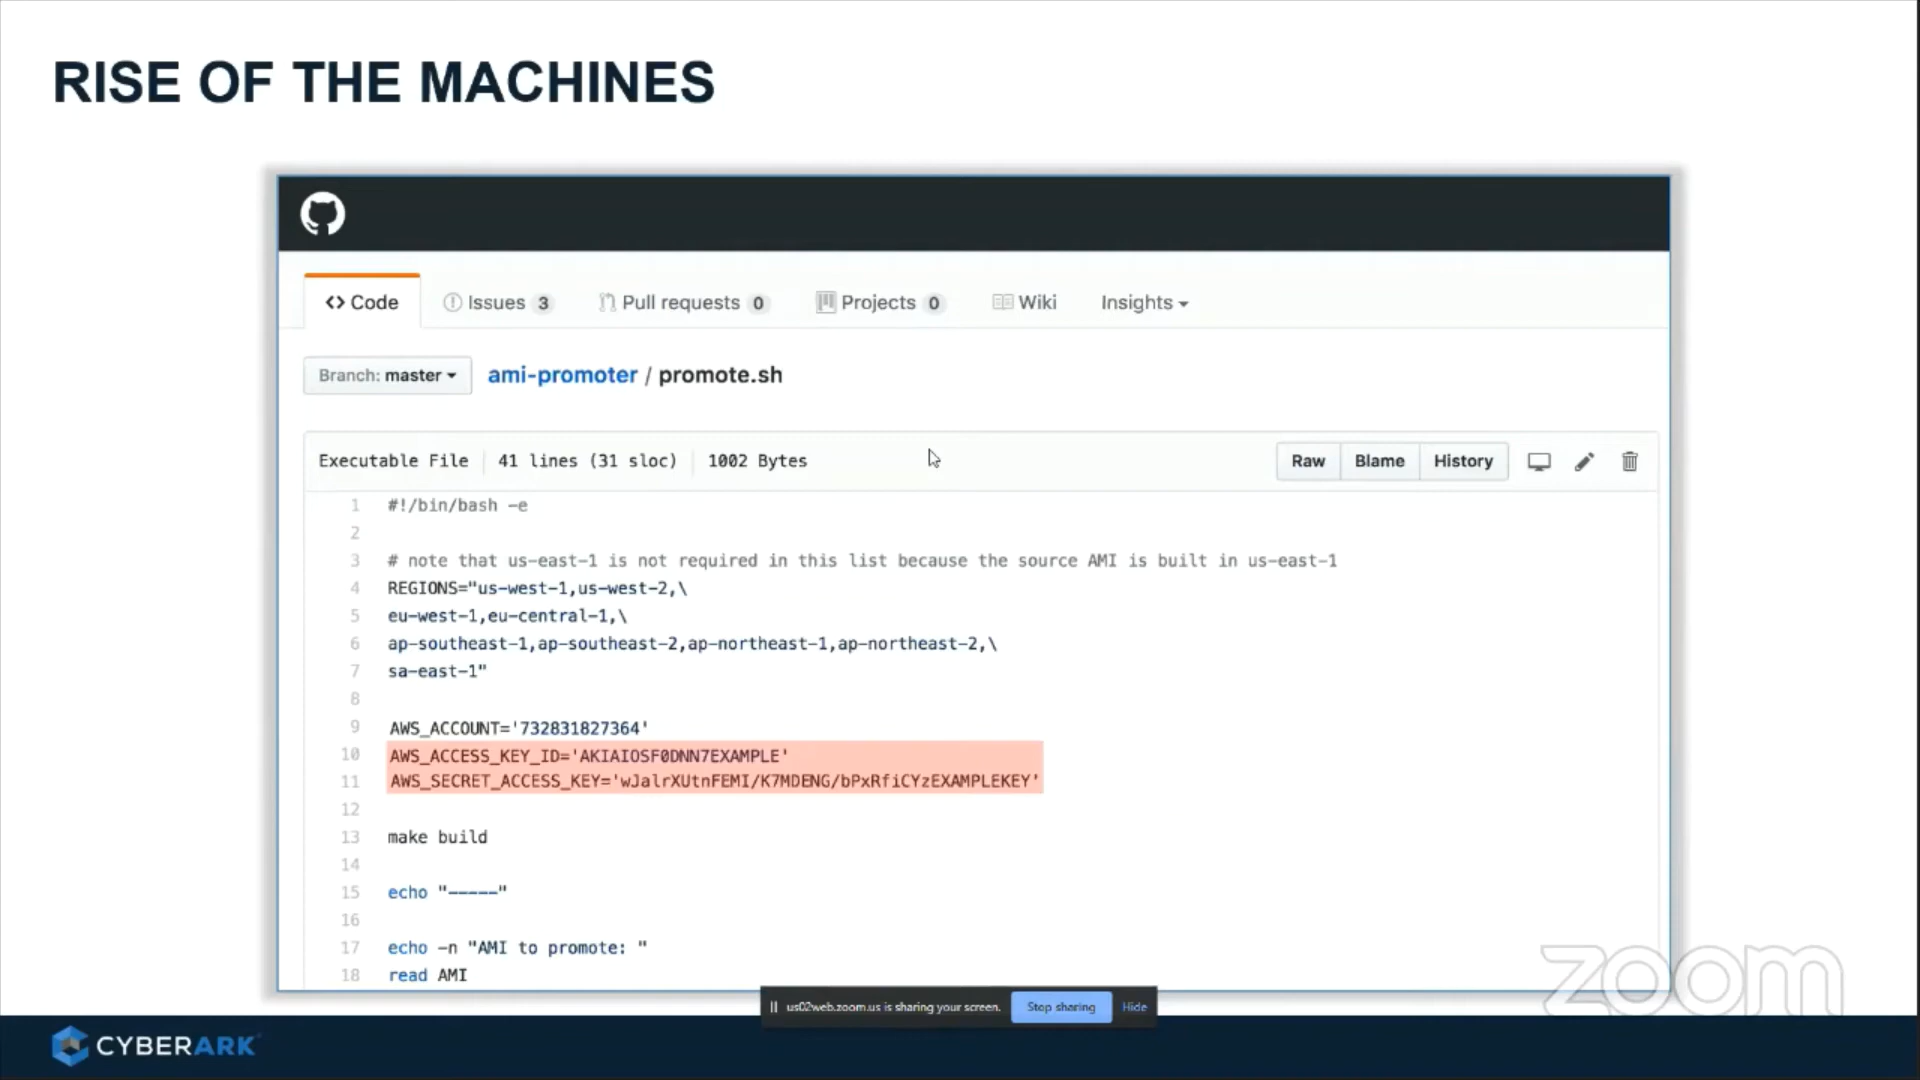 RISE OF THE MACHINES
<> Code
Issues 3
Pull requests 0
Projects 0
Wiki
Insights
Branch: master
ami-promoter / promote.sh
Executable File
41 lines (31 sloc)
1002 Bytes
Raw
Blame
History
1 #!/bin/bash -e
2
3 # note that us-east-1 is not required in this list because the source AMI is built in us-east-1
4 REGIONS="us-west-1,us-west-2,\
5 eu-west-1,eu-central-1,\
6 ap-southeast-1,ap-southeast-2,ap-northeast-1,ap-northeast-2,\
7 sa-east-1"
8
9 AWS_ACCOUNT='732831827364'
10 AWS_ACCESS_KEY_ID='AKIAIOSF0DNN7EXAMPLE'
11 AWS_SECRET_ACCESS_KEY='wJalrXUtnFEMI/K7MDENG/bPxRfiCYzEXAMPLEKEY'
12
13 make build
14
15 echo "-----"
16
17 echo -n "AMI to promote: "
18 read AMI
zoom
us02web.zoom.us is sharing your screen.
Stop sharing
Hide
CYBERARK